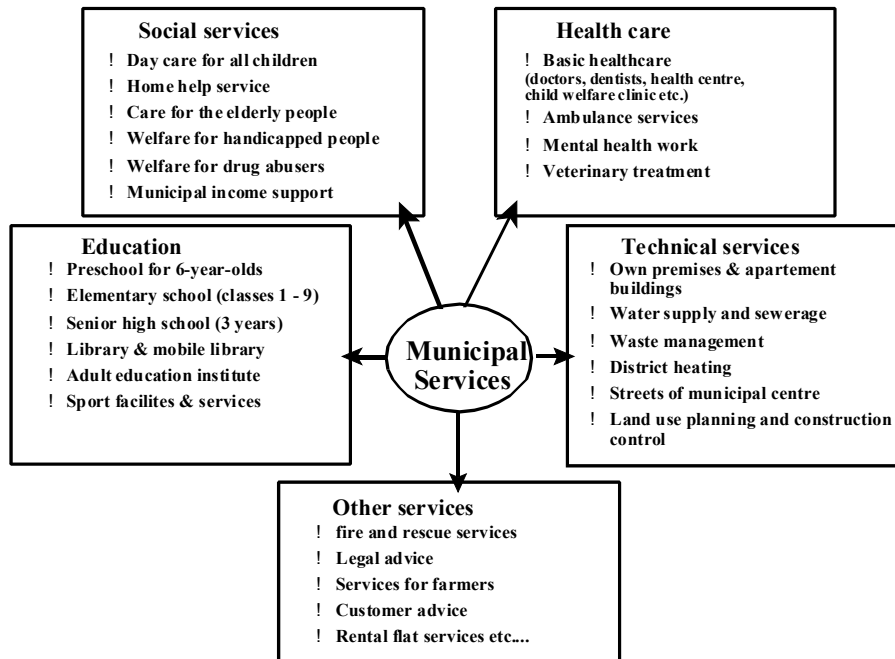 Social services
! Day care for all children
! Home help service
! Care for the elderly people
! Welfare for handicapped people
! Welfare for drug abusers
! Municipal income support
Health care
! Basic healthcare
(doctors, dentists, health centre,
child welfare clinic etc.)
! Ambulance services
! Mental health work
! Veterinary treatment
Education
! Preschool for 6-year-olds
! Elementary school (classes 1 - 9)
! Senior high school (3 years)
! Library & mobile library
! Adult education institute
! Sport facilites & services
Municipal
Services
Technical services
! Own premises & apartement
buildings
! Water supply and sewerage
! Waste management
! District heating
! Streets of municipal centre
! Land use planning and construction
control
Other services
! fire and rescue services
! Legal advice
! Services for farmers
! Customer advice
! Rental flat services etc....